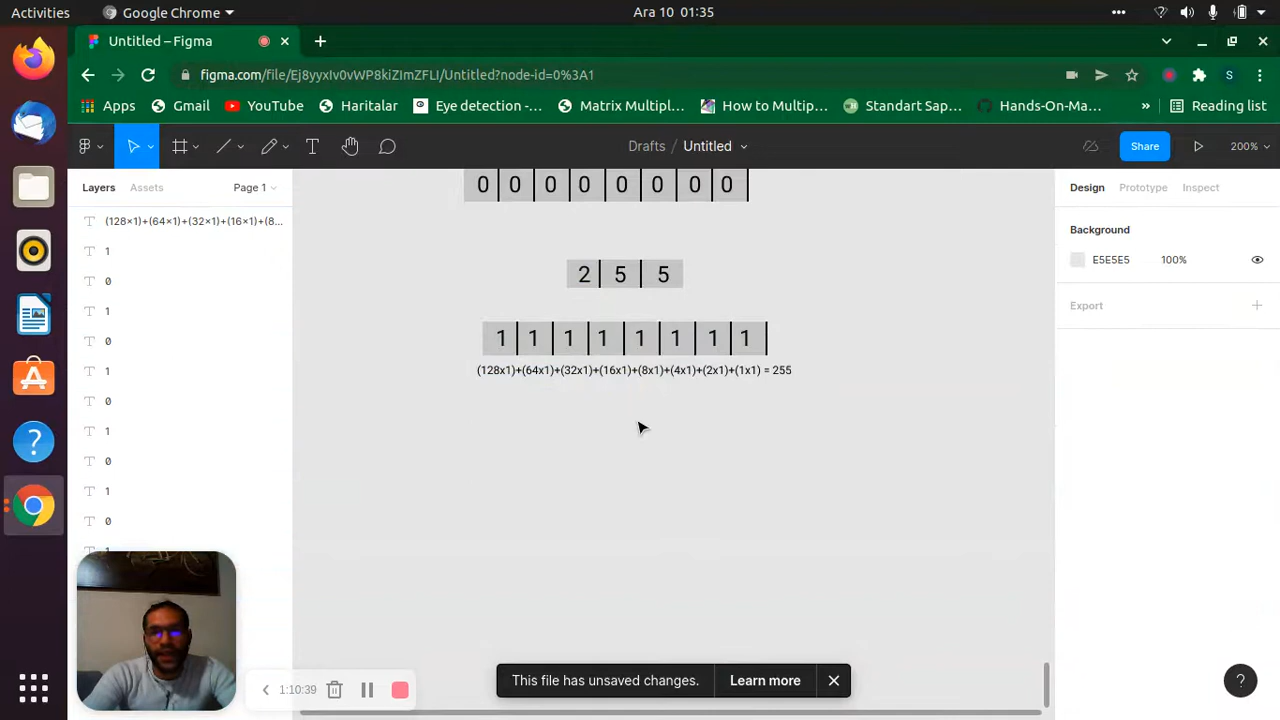 Activities Google Chrome Ara 10 01:35
Untitled – Figma
figma.com/file/Ej8yyxIv0vWP8kiZImZFLI/Untitled?node-id=0%3A1 S
Apps Gmail YouTube Haritalar Eye detection -... Matrix Multipl... How to Multip... Standart Sap... Hands-On-Ma... » Reading list
Drafts / Untitled Share 200%
Layers Assets Page 1
(128x1)+(64x1)+(32x1)+(16x1)+(8...
1
0
1
0
1
0
1
0
1
0
1
0 0 0 0 0 0 0 0
2 5 5
1 1 1 1 1 1 1 1
(128x1)+(64x1)+(32x1)+(16x1)+(8x1)+(4x1)+(2x1)+(1x1) = 255
Design Prototype Inspect
Background
E5E5E5 100%
Export
1:10:39
This file has unsaved changes. Learn more
?